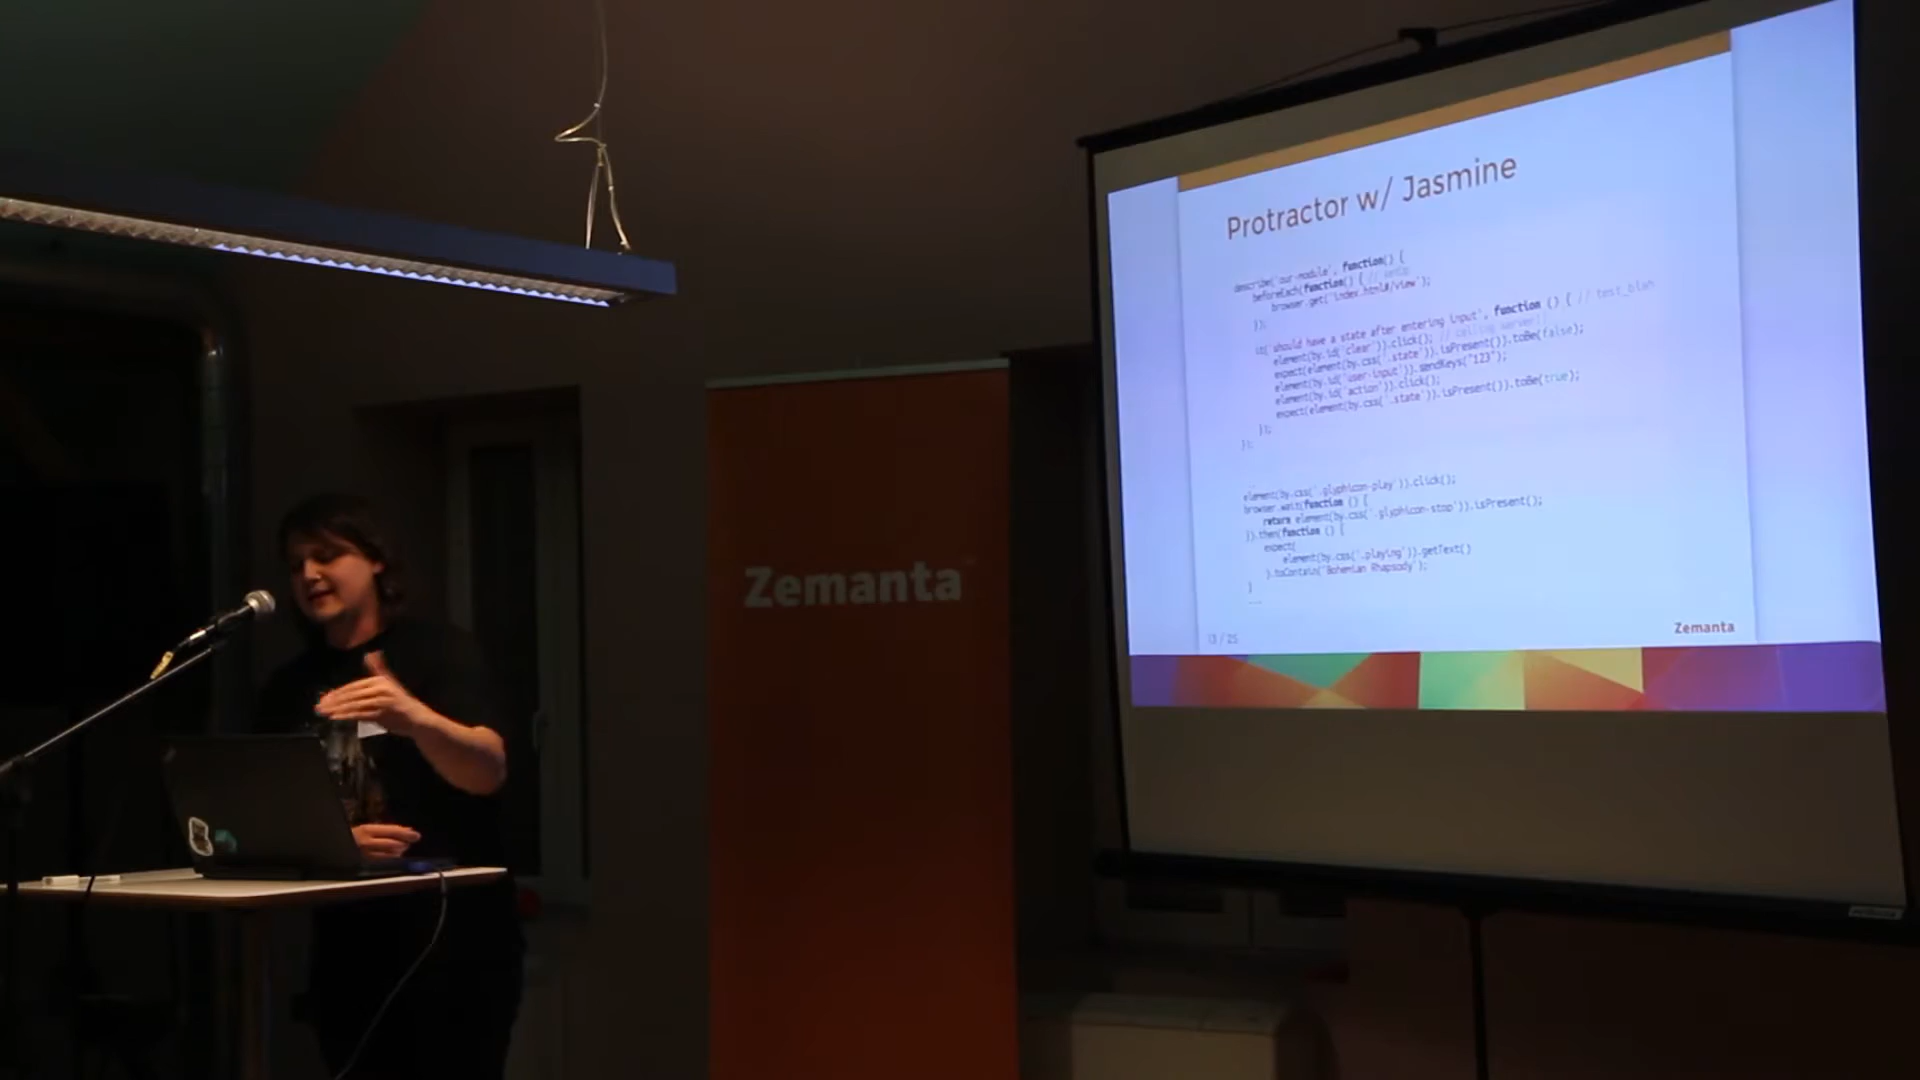 Protractor w/ Jasmine
describe('our-module', function() {
beforeEach(function() { // setUp
browser.get('index.html#/view');
});
it('should have a state after entering input', function () { // test_blah
element(by.id('clear')).click(); // calling server!!
expect(element(by.css('.state')).isPresent()).toBe(false);
element(by.id('user-input')).sendKeys("123");
element(by.id('action')).click();
expect(element(by.css('.state')).isPresent()).toBe(true);
});
});
element(by.css('.glyphicon-play')).click();
browser.wait(function () {
return element(by.css('.glyphicon-stop')).isPresent();
}).then(function () {
expect(
element(by.css('.playing')).getText()
).toContain('Bohemian Rhapsody');
}
...
13 / 25
Zemanta
Zemanta